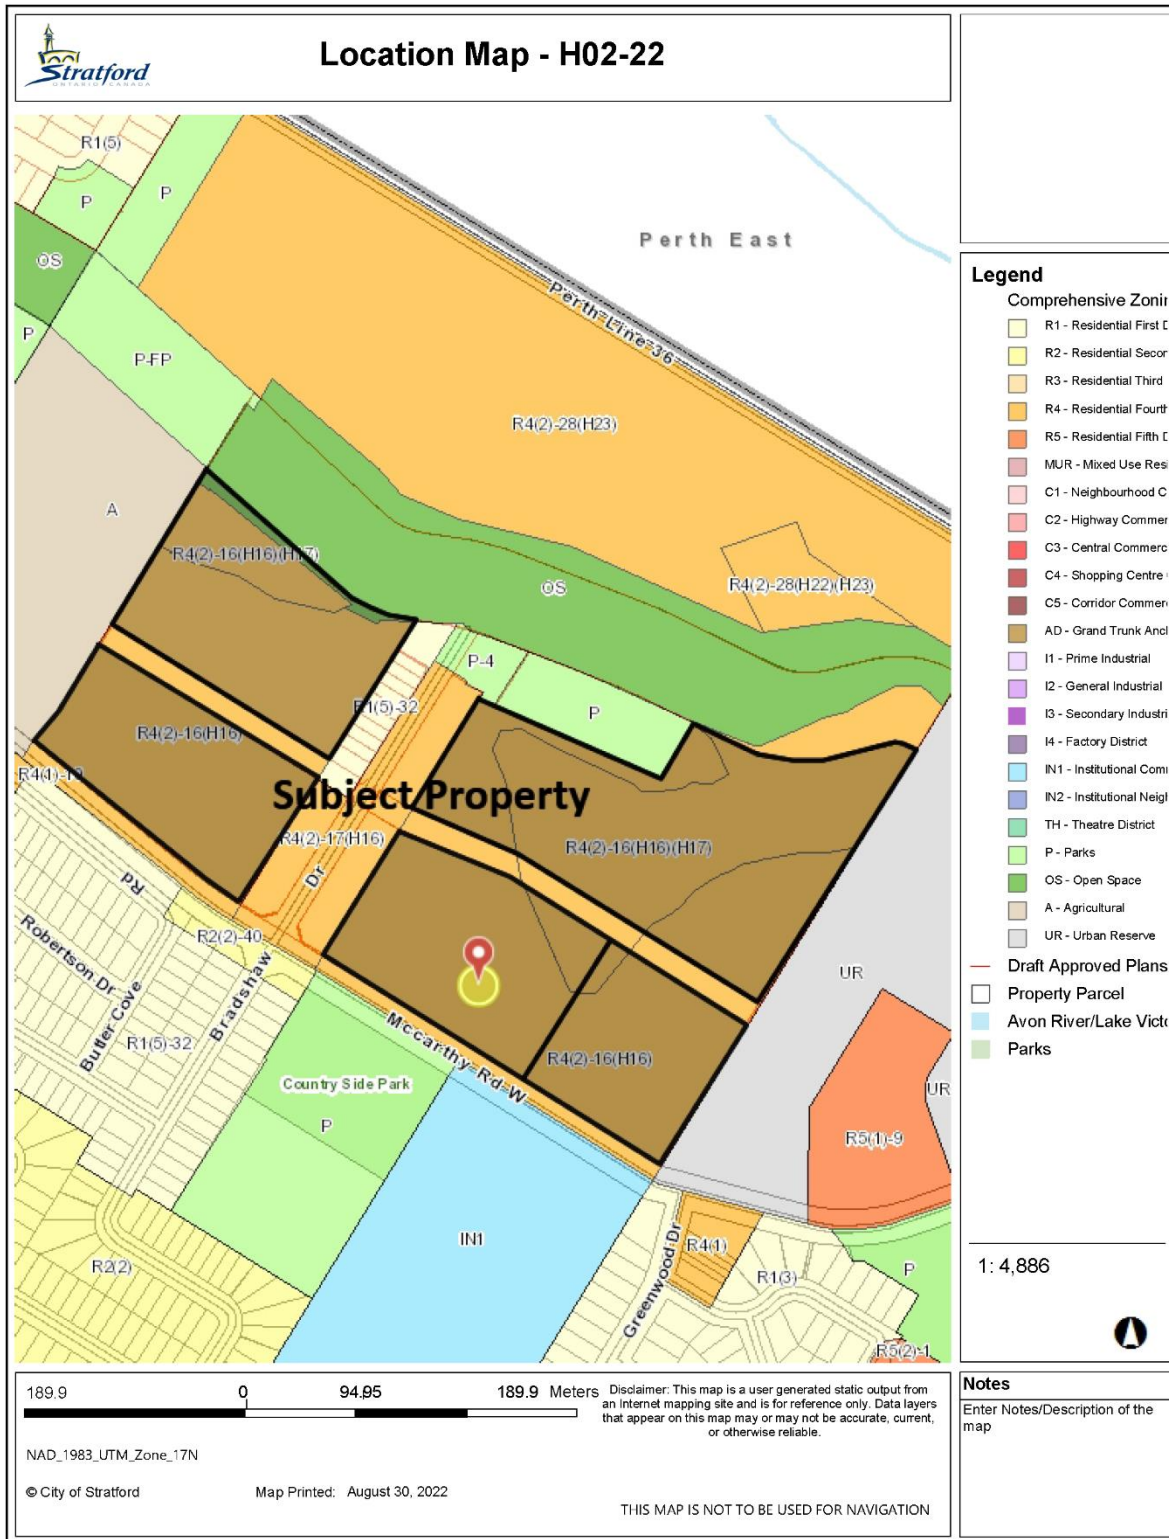 Stratford
ONTARIO CANADA
Location Map - H02-22
R1(5)
P
P
OS
P
P-FP
Perth East
Perth Line 36
R4(2)-28(H23)
A
R4(2)-16(H16)(H17)
OS
R4(2)-28(H22)(H23)
P-4
P
R1(5)-32
R4(2)-16(H16)
R4(1)-19
Subject Property
R4(2)-17(H16)
R4(2)-16(H16)(H17)
Dr
Rd
R2(2)-40
Robertson Dr
Butler Cove
Bradshaw
R1(5)-32
UR
Mccarthy Rd W
R4(2)-16(H16)
Country Side Park
P
UR
R5(1)-9
IN1
R2(2)
Greenwood Dr
R4(1)
R1(3)
P
R5(2)-1
Legend
Comprehensive Zonin
R1 - Residential First D
R2 - Residential Secon
R3 - Residential Third
R4 - Residential Fourth
R5 - Residential Fifth D
MUR - Mixed Use Resi
C1 - Neighbourhood C
C2 - Highway Commer
C3 - Central Commerc
C4 - Shopping Centre
C5 - Corridor Commer
AD - Grand Trunk Anci
I1 - Prime Industrial
I2 - General Industrial
I3 - Secondary Industri
I4 - Factory District
IN1 - Institutional Com
IN2 - Institutional Neigh
TH - Theatre District
P - Parks
OS - Open Space
A - Agricultural
UR - Urban Reserve
Draft Approved Plans
Property Parcel
Avon River/Lake Victo
Parks
1: 4,886
189.9 0 94.95 189.9 Meters
NAD_1983_UTM_Zone_17N
© City of Stratford Map Printed: August 30, 2022
Disclaimer: This map is a user generated static output from
an Internet mapping site and is for reference only. Data layers
that appear on this map may or may not be accurate, current,
or otherwise reliable.
THIS MAP IS NOT TO BE USED FOR NAVIGATION
Notes
Enter Notes/Description of the
map